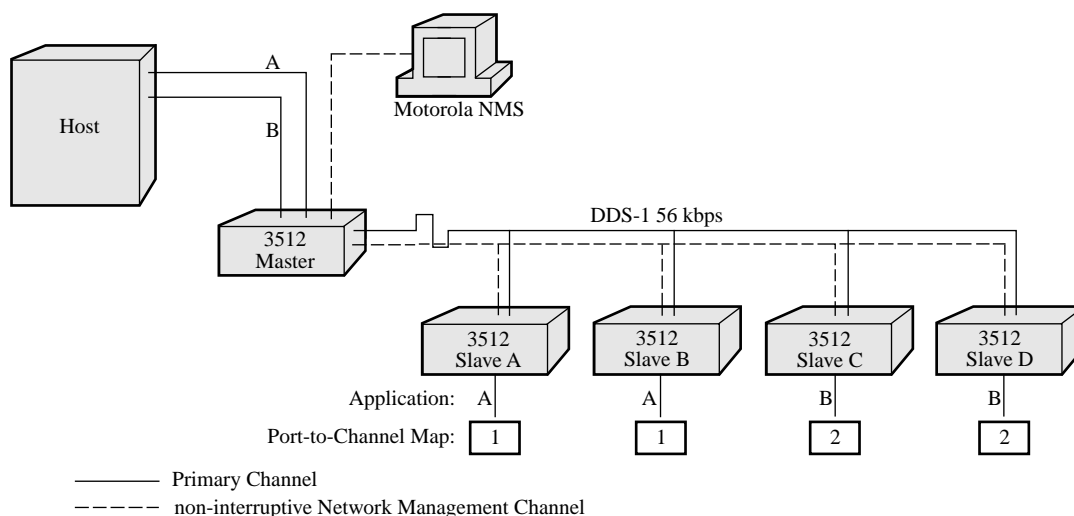 A
Motorola NMS
Host
B
DDS-1 56 kbps
3512
Master
3512
Slave A
3512
Slave B
3512
Slave C
3512
Slave D
Application: A A B B
Port-to-Channel Map: 1 1 2 2
Primary Channel
non-interruptive Network Management Channel